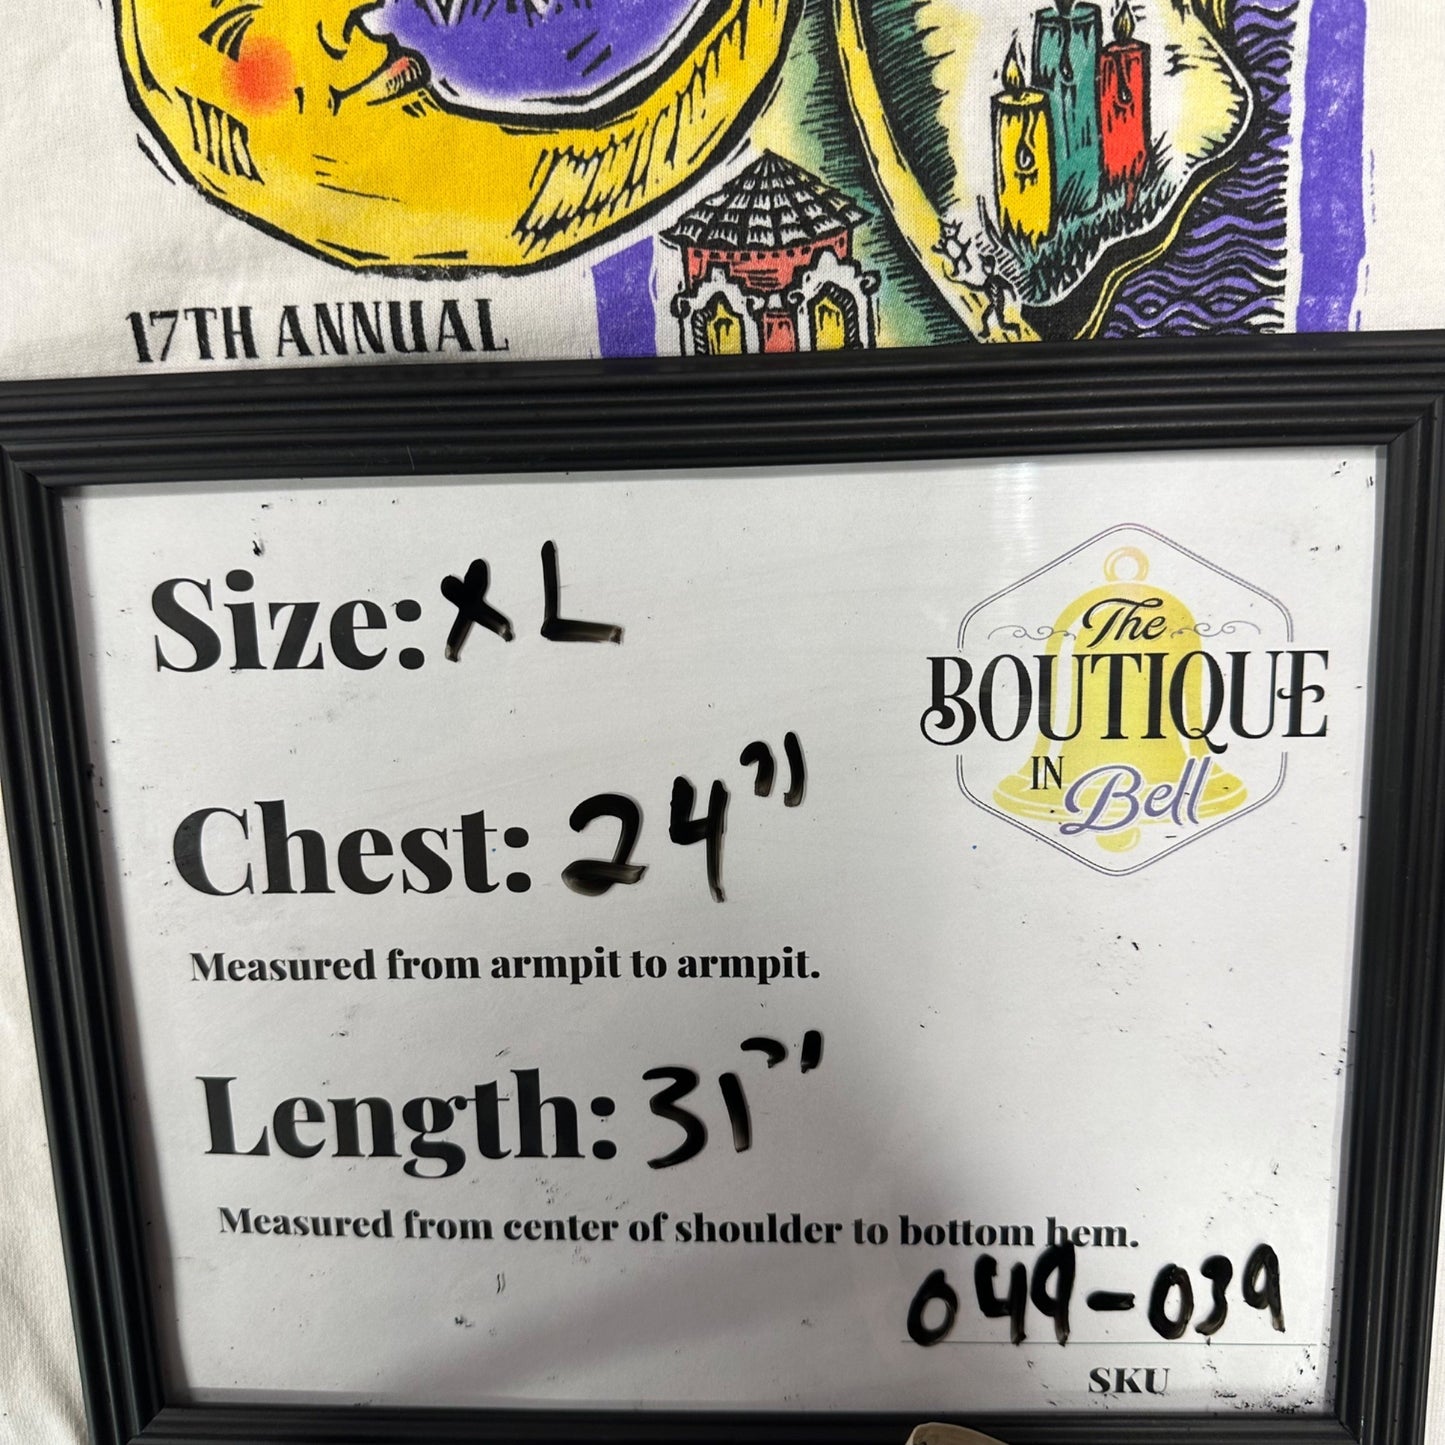 17TH ANNUAL
Size: XL
The
BOUTIQUE
IN
Bell
Chest: 24"
Measured from armpit to armpit.
Length: 31"
Measured from center of shoulder to bottom hem.
049-039
SKU